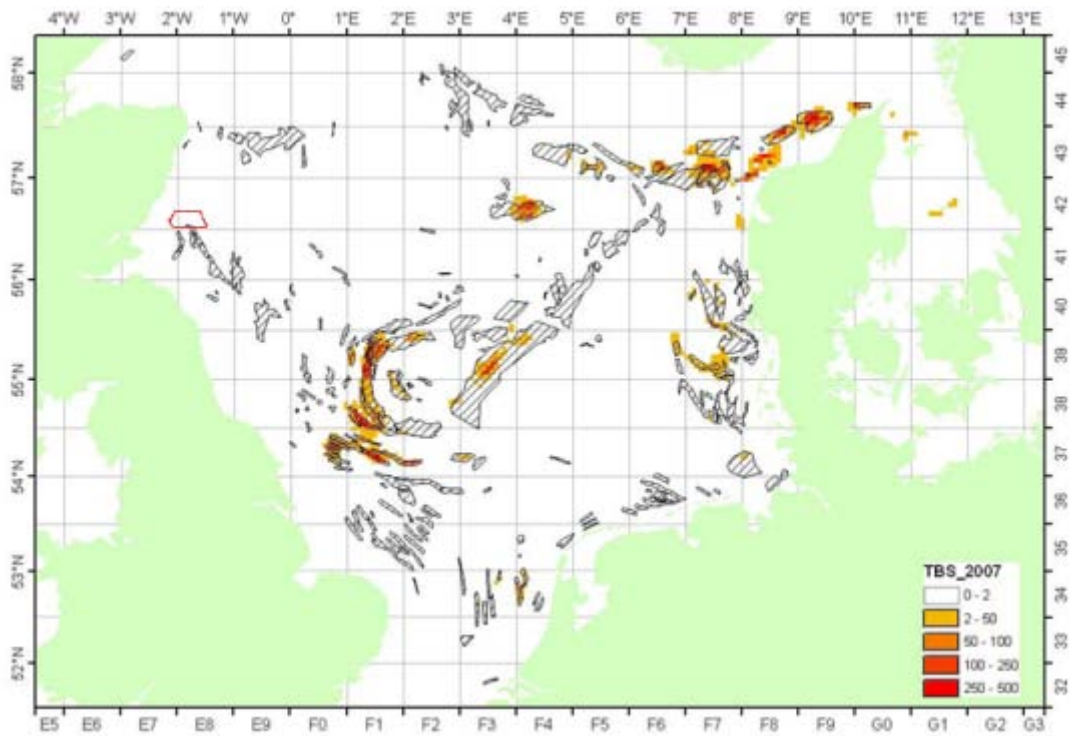 4°W 3°W 2°W 1°W 0° 1°E 2°E 3°E 4°E 5°E 6°E 7°E 8°E 9°E 10°E 11°E 12°E 13°E
58°N 45
44
57°N 43
42
56°N 41
40
55°N 39
38
54°N 37
36
53°N 35
34
52°N 33
32
TBS_2007
0 - 2
2 - 50
50 - 100
100 - 250
250 - 500
E5 E6 E7 E8 E9 F0 F1 F2 F3 F4 F5 F6 F7 F8 F9 G0 G1 G2 G3